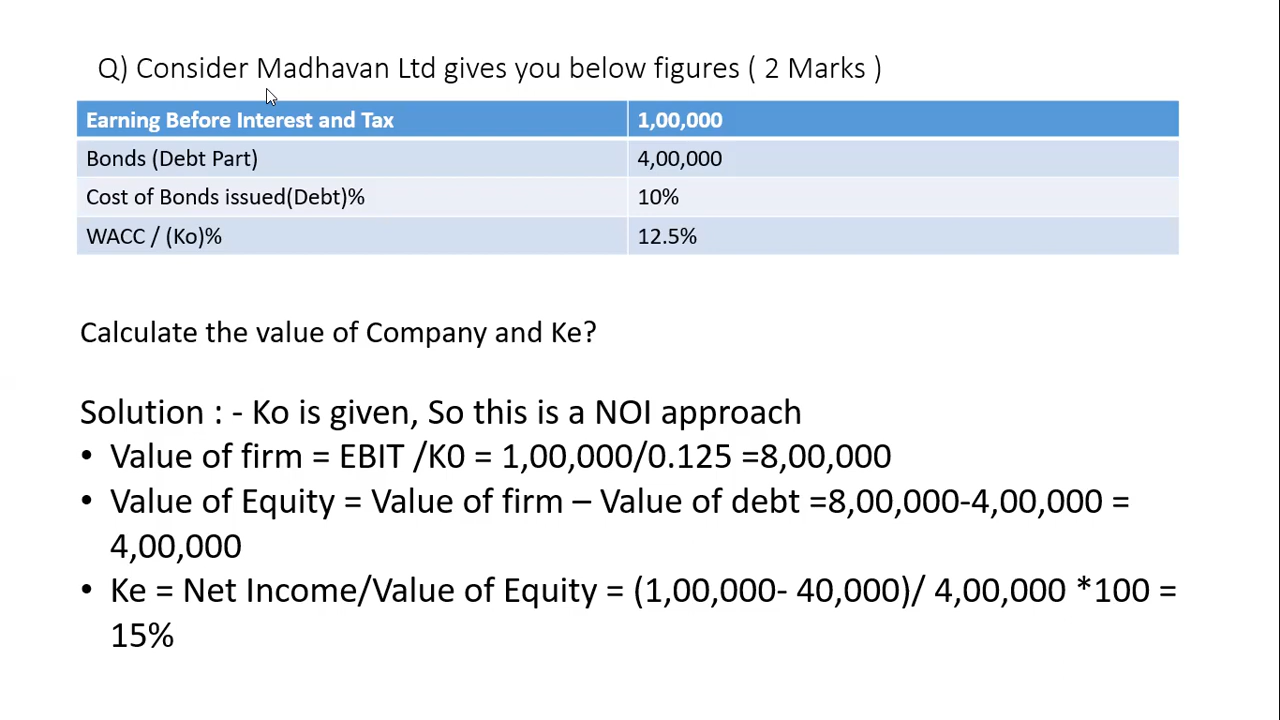 Q) Consider Madhavan Ltd gives you below figures ( 2 Marks )
Earning Before Interest and Tax 1,00,000
Bonds (Debt Part) 4,00,000
Cost of Bonds issued(Debt)% 10%
WACC / (Ko)% 12.5%
Calculate the value of Company and Ke?
Solution : - Ko is given, So this is a NOI approach
• Value of firm = EBIT /K0 = 1,00,000/0.125 =8,00,000
• Value of Equity = Value of firm – Value of debt =8,00,000-4,00,000 =
4,00,000
• Ke = Net Income/Value of Equity = (1,00,000- 40,000)/ 4,00,000 *100 =
15%